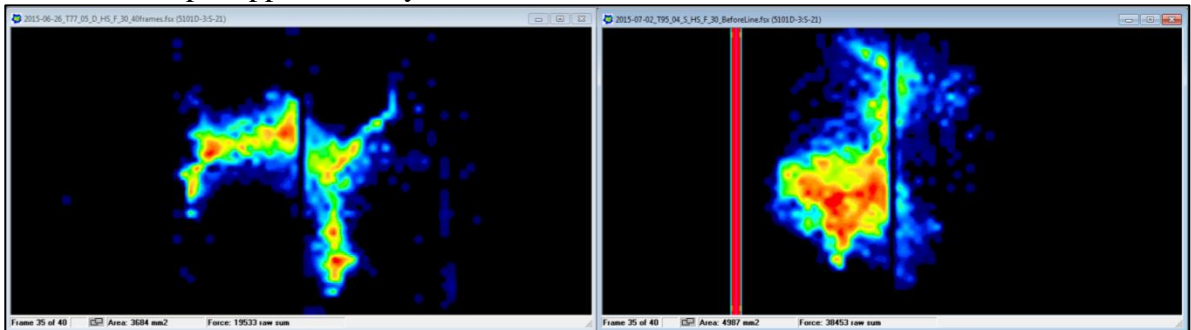 2015-06-26_T77_05_D_HS_F_30_40frames.fsx (5101D-3:S-21)
2015-07-02_T95_04_S_HS_F_30_BeforeLine.fsx (5101D-3:S-21)
Frame 35 of 40 Area: 3684 mm2 Force: 19533 raw sum
Frame 35 of 40 Area: 4987 mm2 Force: 38453 raw sum